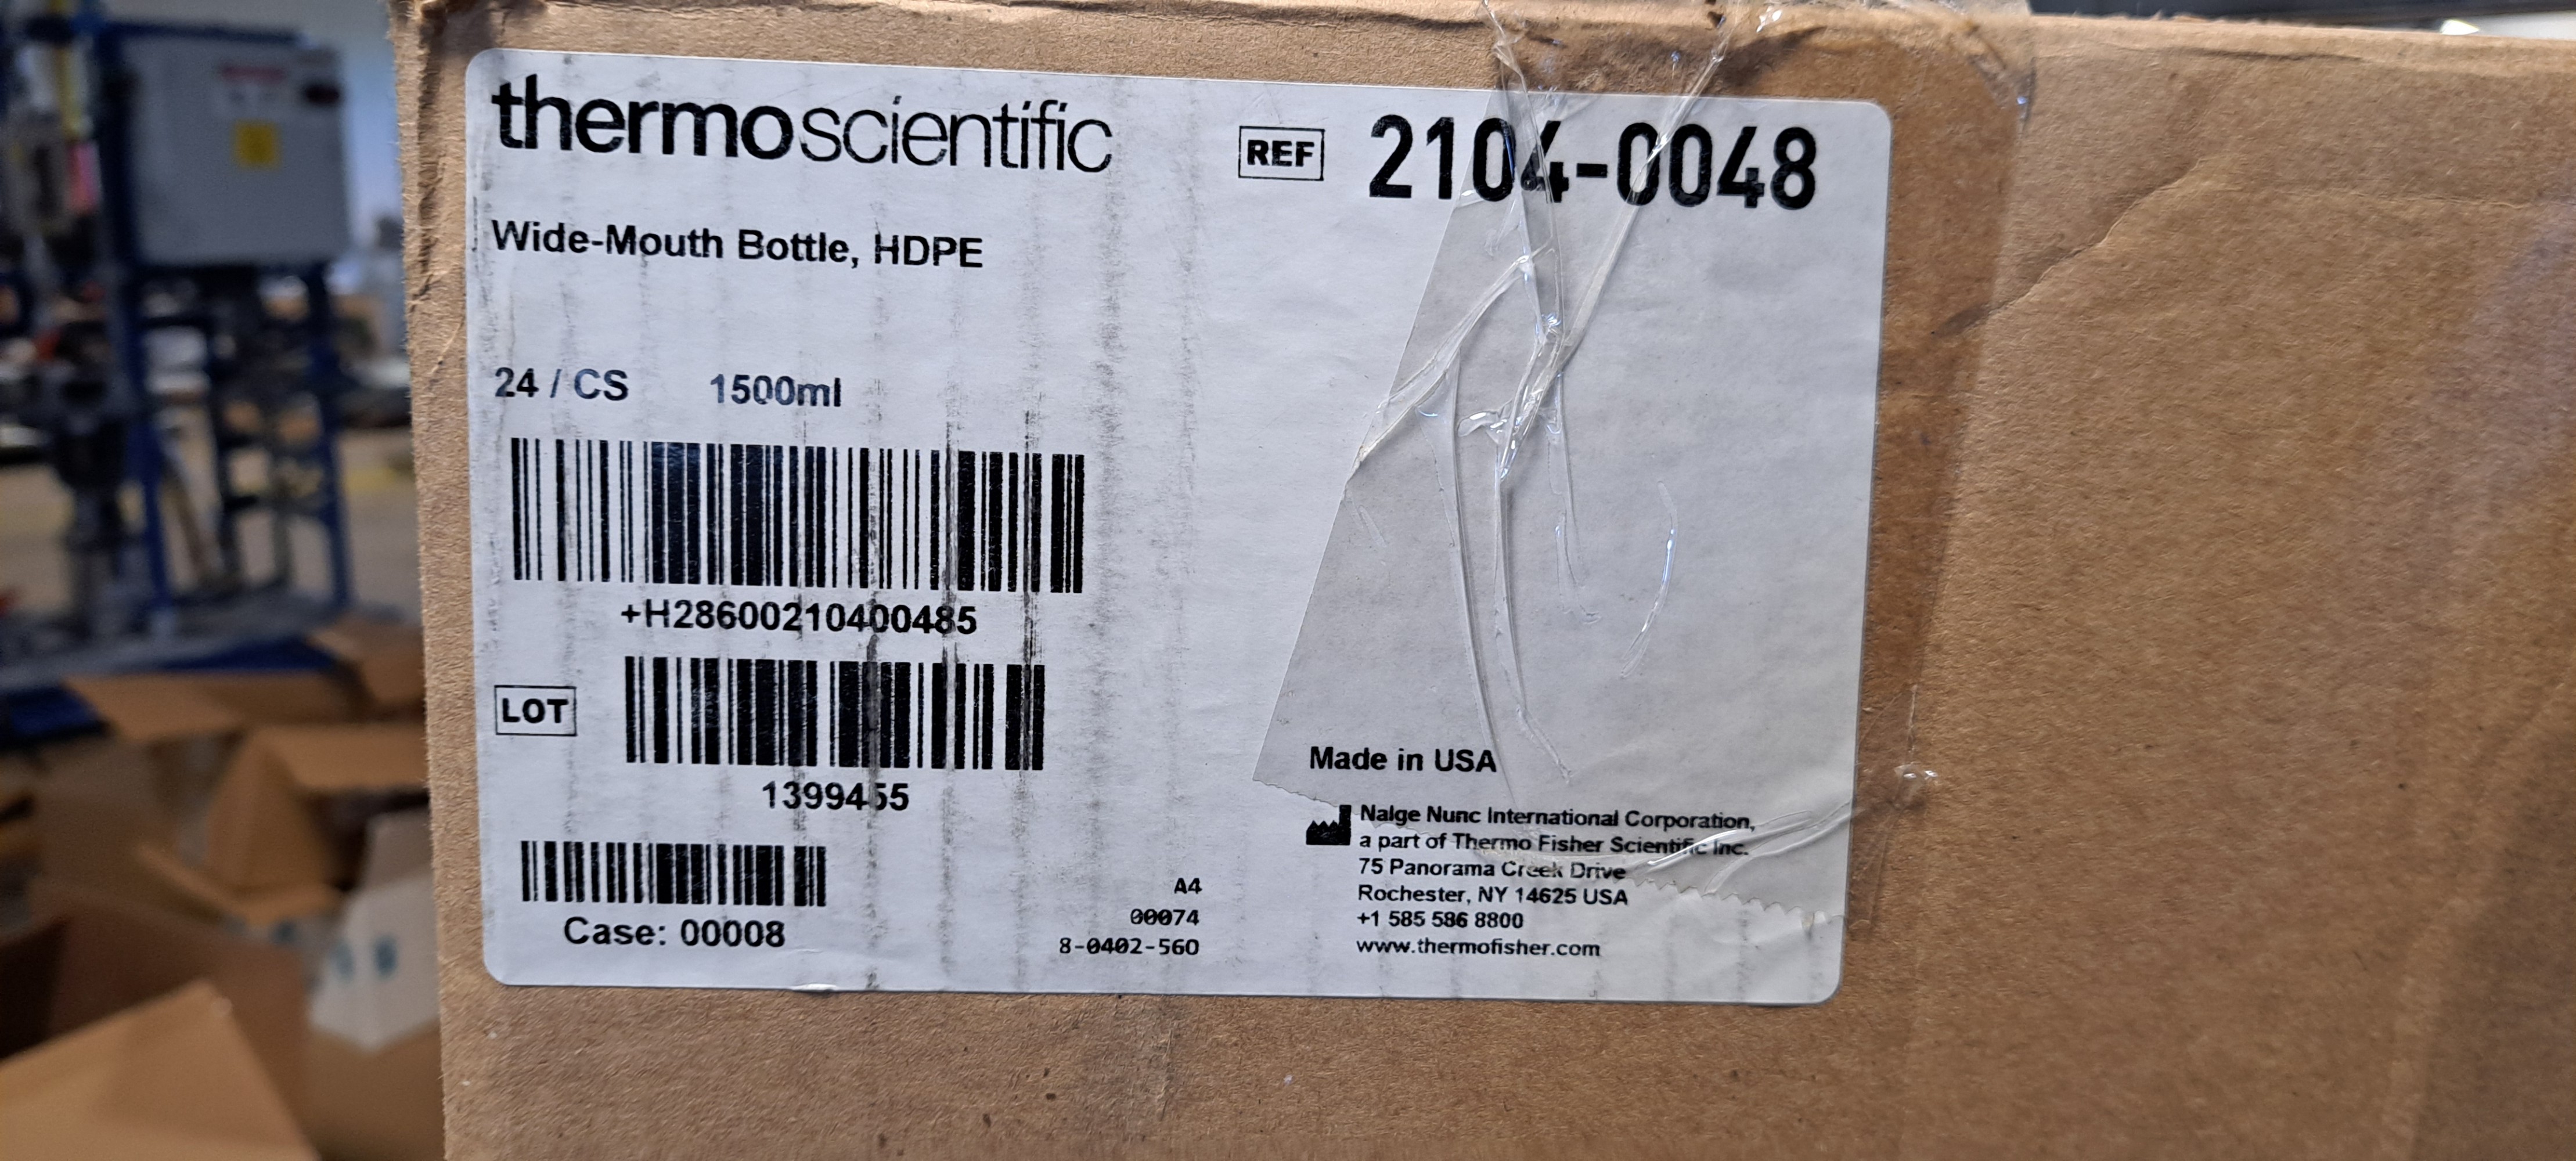 thermoscientific
REF 2104-0048
Wide-Mouth Bottle, HDPE
24 / CS 1500ml
+H28600210400485
LOT
1399455
Case: 00008
A4
00074
8-0402-560
Made in USA
Nalge Nunc International Corporation,
a part of Thermo Fisher Scientific Inc.
75 Panorama Creek Drive
Rochester, NY 14625 USA
+1 585 586 8800
www.thermofisher.com